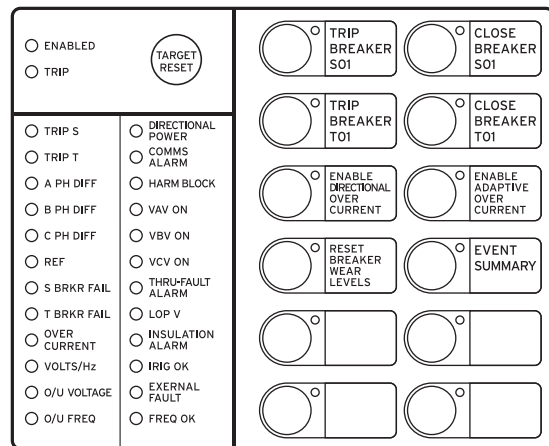 ENABLED
TRIP
TARGET
RESET
TRIP S
TRIP T
A PH DIFF
B PH DIFF
C PH DIFF
REF
S BRKR FAIL
T BRKR FAIL
OVER
CURRENT
VOLTS/Hz
O/U VOLTAGE
O/U FREQ
DIRECTIONAL
POWER
COMMS
ALARM
HARM BLOCK
VAV ON
VBV ON
VCV ON
THRU-FAULT
ALARM
LOP V
INSULATION
ALARM
IRIG OK
EXERNAL
FAULT
FREQ OK
TRIP
BREAKER
S01
CLOSE
BREAKER
S01
TRIP
BREAKER
T01
CLOSE
BREAKER
T01
ENABLE
DIRECTIONAL
OVER
CURRENT
ENABLE
ADAPTIVE
OVER
CURRENT
RESET
BREAKER
WEAR
LEVELS
EVENT
SUMMARY